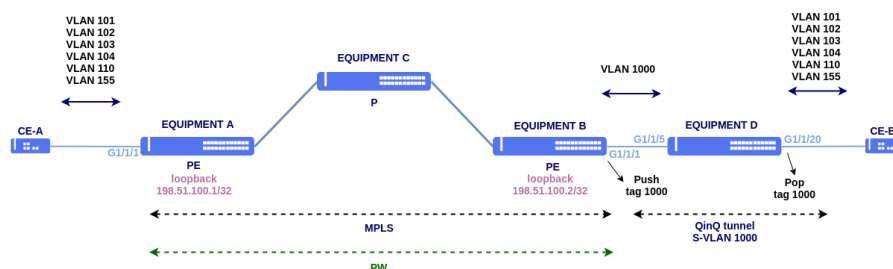 VLAN 101
VLAN 102
VLAN 103
VLAN 104
VLAN 110
VLAN 155
EQUIPMENT C
P
VLAN 1000
VLAN 101
VLAN 102
VLAN 103
VLAN 104
VLAN 110
VLAN 155
CE-A
G1/1/1
EQUIPMENT A
PE
loopback
198.51.100.1/32
EQUIPMENT B
PE
loopback
198.51.100.2/32
G1/1/5
G1/1/1
EQUIPMENT D
G1/1/20
CE-B
Push
tag 1000
Pop
tag 1000
MPLS
QinQ tunnel
S-VLAN 1000
PW